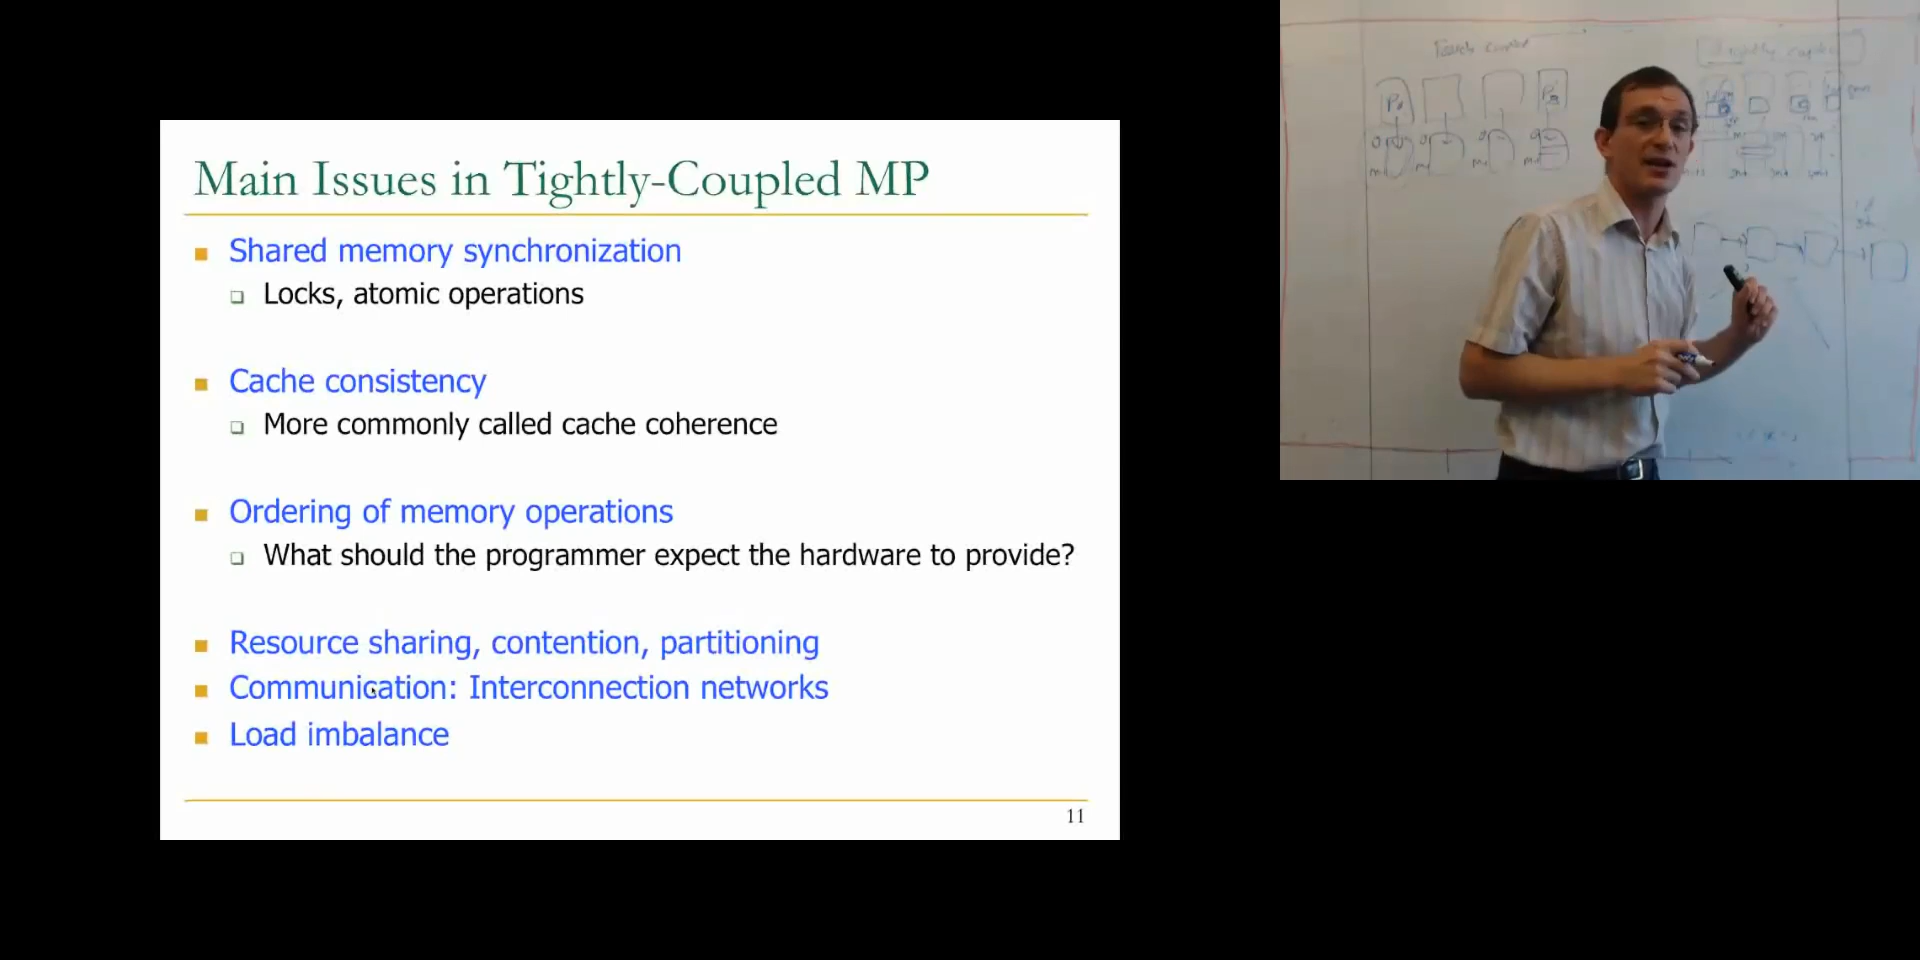 Main Issues in Tightly-Coupled MP
Shared memory synchronization
Locks, atomic operations
Cache consistency
More commonly called cache coherence
Ordering of memory operations
What should the programmer expect the hardware to provide?
Resource sharing, contention, partitioning
Communication: Interconnection networks
Load imbalance
11